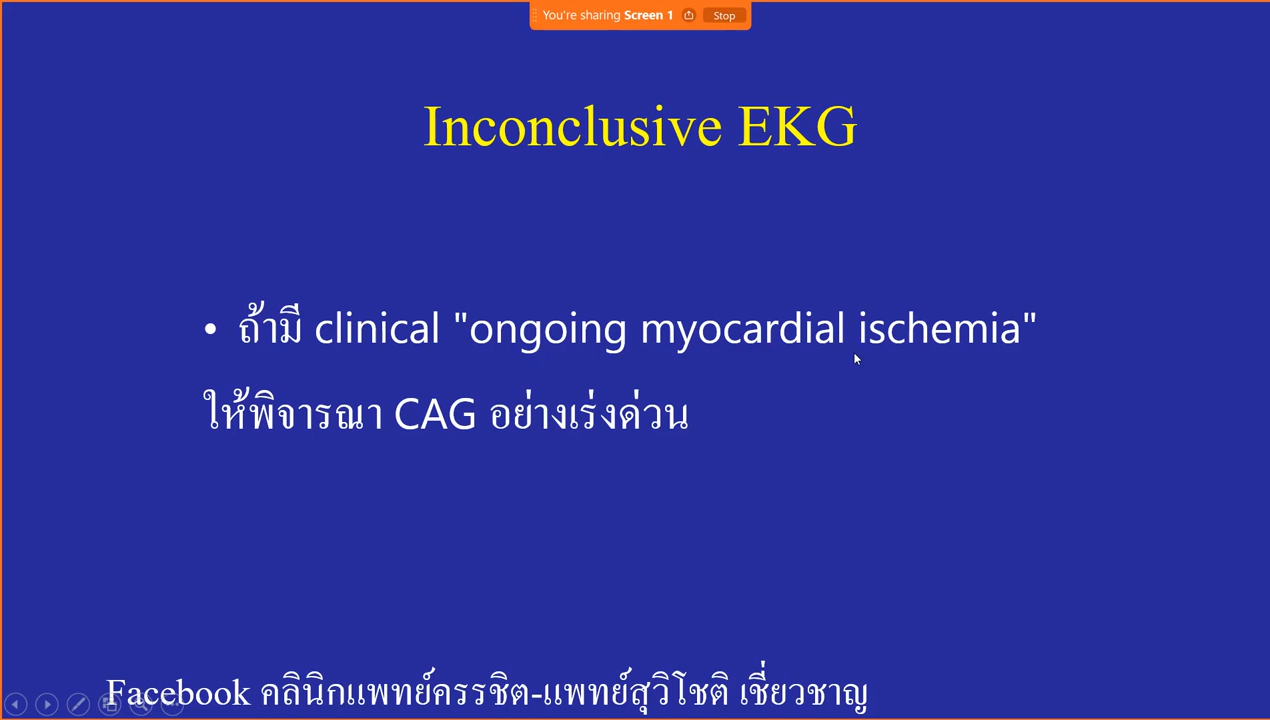 You're sharing Screen 1 Stop
Inconclusive EKG
• ถ้ามี clinical "ongoing myocardial ischemia"
ให้พิจารณา CAG อย่างเร่งด่วน
Facebook คลินิกแพทย์ครรชิต-แพทย์สุวิโชติ เชี่ยวชาญ